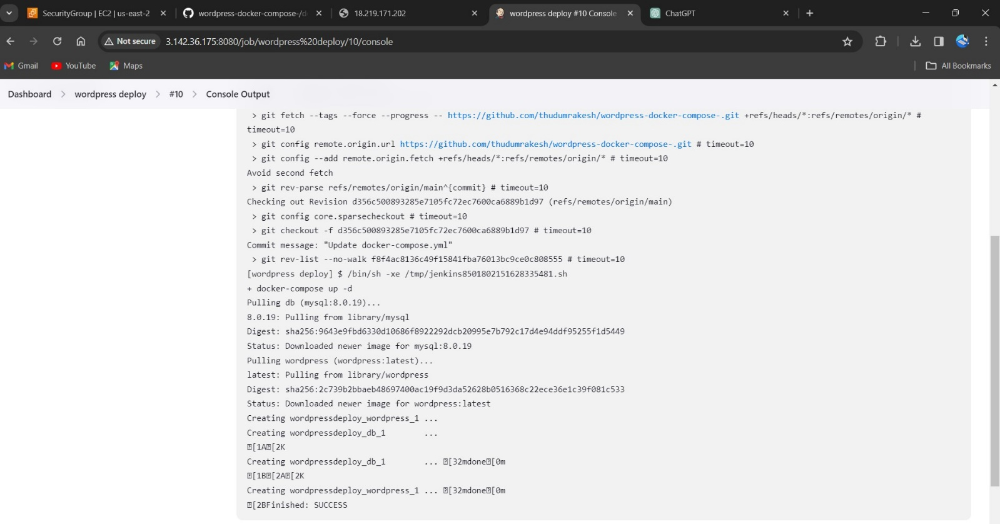 SecurityGroup | EC2 | us-east-2
wordpress-docker-compose-/d
18.219.171.202
wordpress deploy #10 Console
ChatGPT
Not secure
3.142.36.175:8080/job/wordpress%20deploy/10/console
Gmail
YouTube
Maps
All Bookmarks
Dashboard > wordpress deploy > #10 > Console Output
> git fetch --tags --force --progress -- https://github.com/thudumrakesh/wordpress-docker-compose-.git +refs/heads/*:refs/remotes/origin/* #
timeout=10
> git config remote.origin.url https://github.com/thudumrakesh/wordpress-docker-compose-.git # timeout=10
> git config --add remote.origin.fetch +refs/heads/*:refs/remotes/origin/* # timeout=10
Avoid second fetch
> git rev-parse refs/remotes/origin/main^{commit} # timeout=10
Checking out Revision d356c500893285e7105fc72ec7600ca6889b1d97 (refs/remotes/origin/main)
> git config core.sparsecheckout # timeout=10
> git checkout -f d356c500893285e7105fc72ec7600ca6889b1d97 # timeout=10
Commit message: "Update docker-compose.yml"
> git rev-list --no-walk f8f4ac8136c49f15841fba76013bc9ce0c808555 # timeout=10
[wordpress deploy] $ /bin/sh -xe /tmp/jenkins8501802151628335481.sh
+ docker-compose up -d
Pulling db (mysql:8.0.19)...
8.0.19: Pulling from library/mysql
Digest: sha256:9643e9fbd6330d10686f8922292dcb20995e7b792c17d4e94ddf95255f1d5449
Status: Downloaded newer image for mysql:8.0.19
Pulling wordpress (wordpress:latest)...
latest: Pulling from library/wordpress
Digest: sha256:2c739b2bbaeb48697400ac19f9d3da52628b0516368c22ece36e1c39f081c533
Status: Downloaded newer image for wordpress:latest
Creating wordpressdeploy_wordpress_1 ...
Creating wordpressdeploy_db_1 ...
[1A[2K
Creating wordpressdeploy_db_1 ... [32mdone[0m
[1B[2A[2K
Creating wordpressdeploy_wordpress_1 ... [32mdone[0m
[2BFinished: SUCCESS